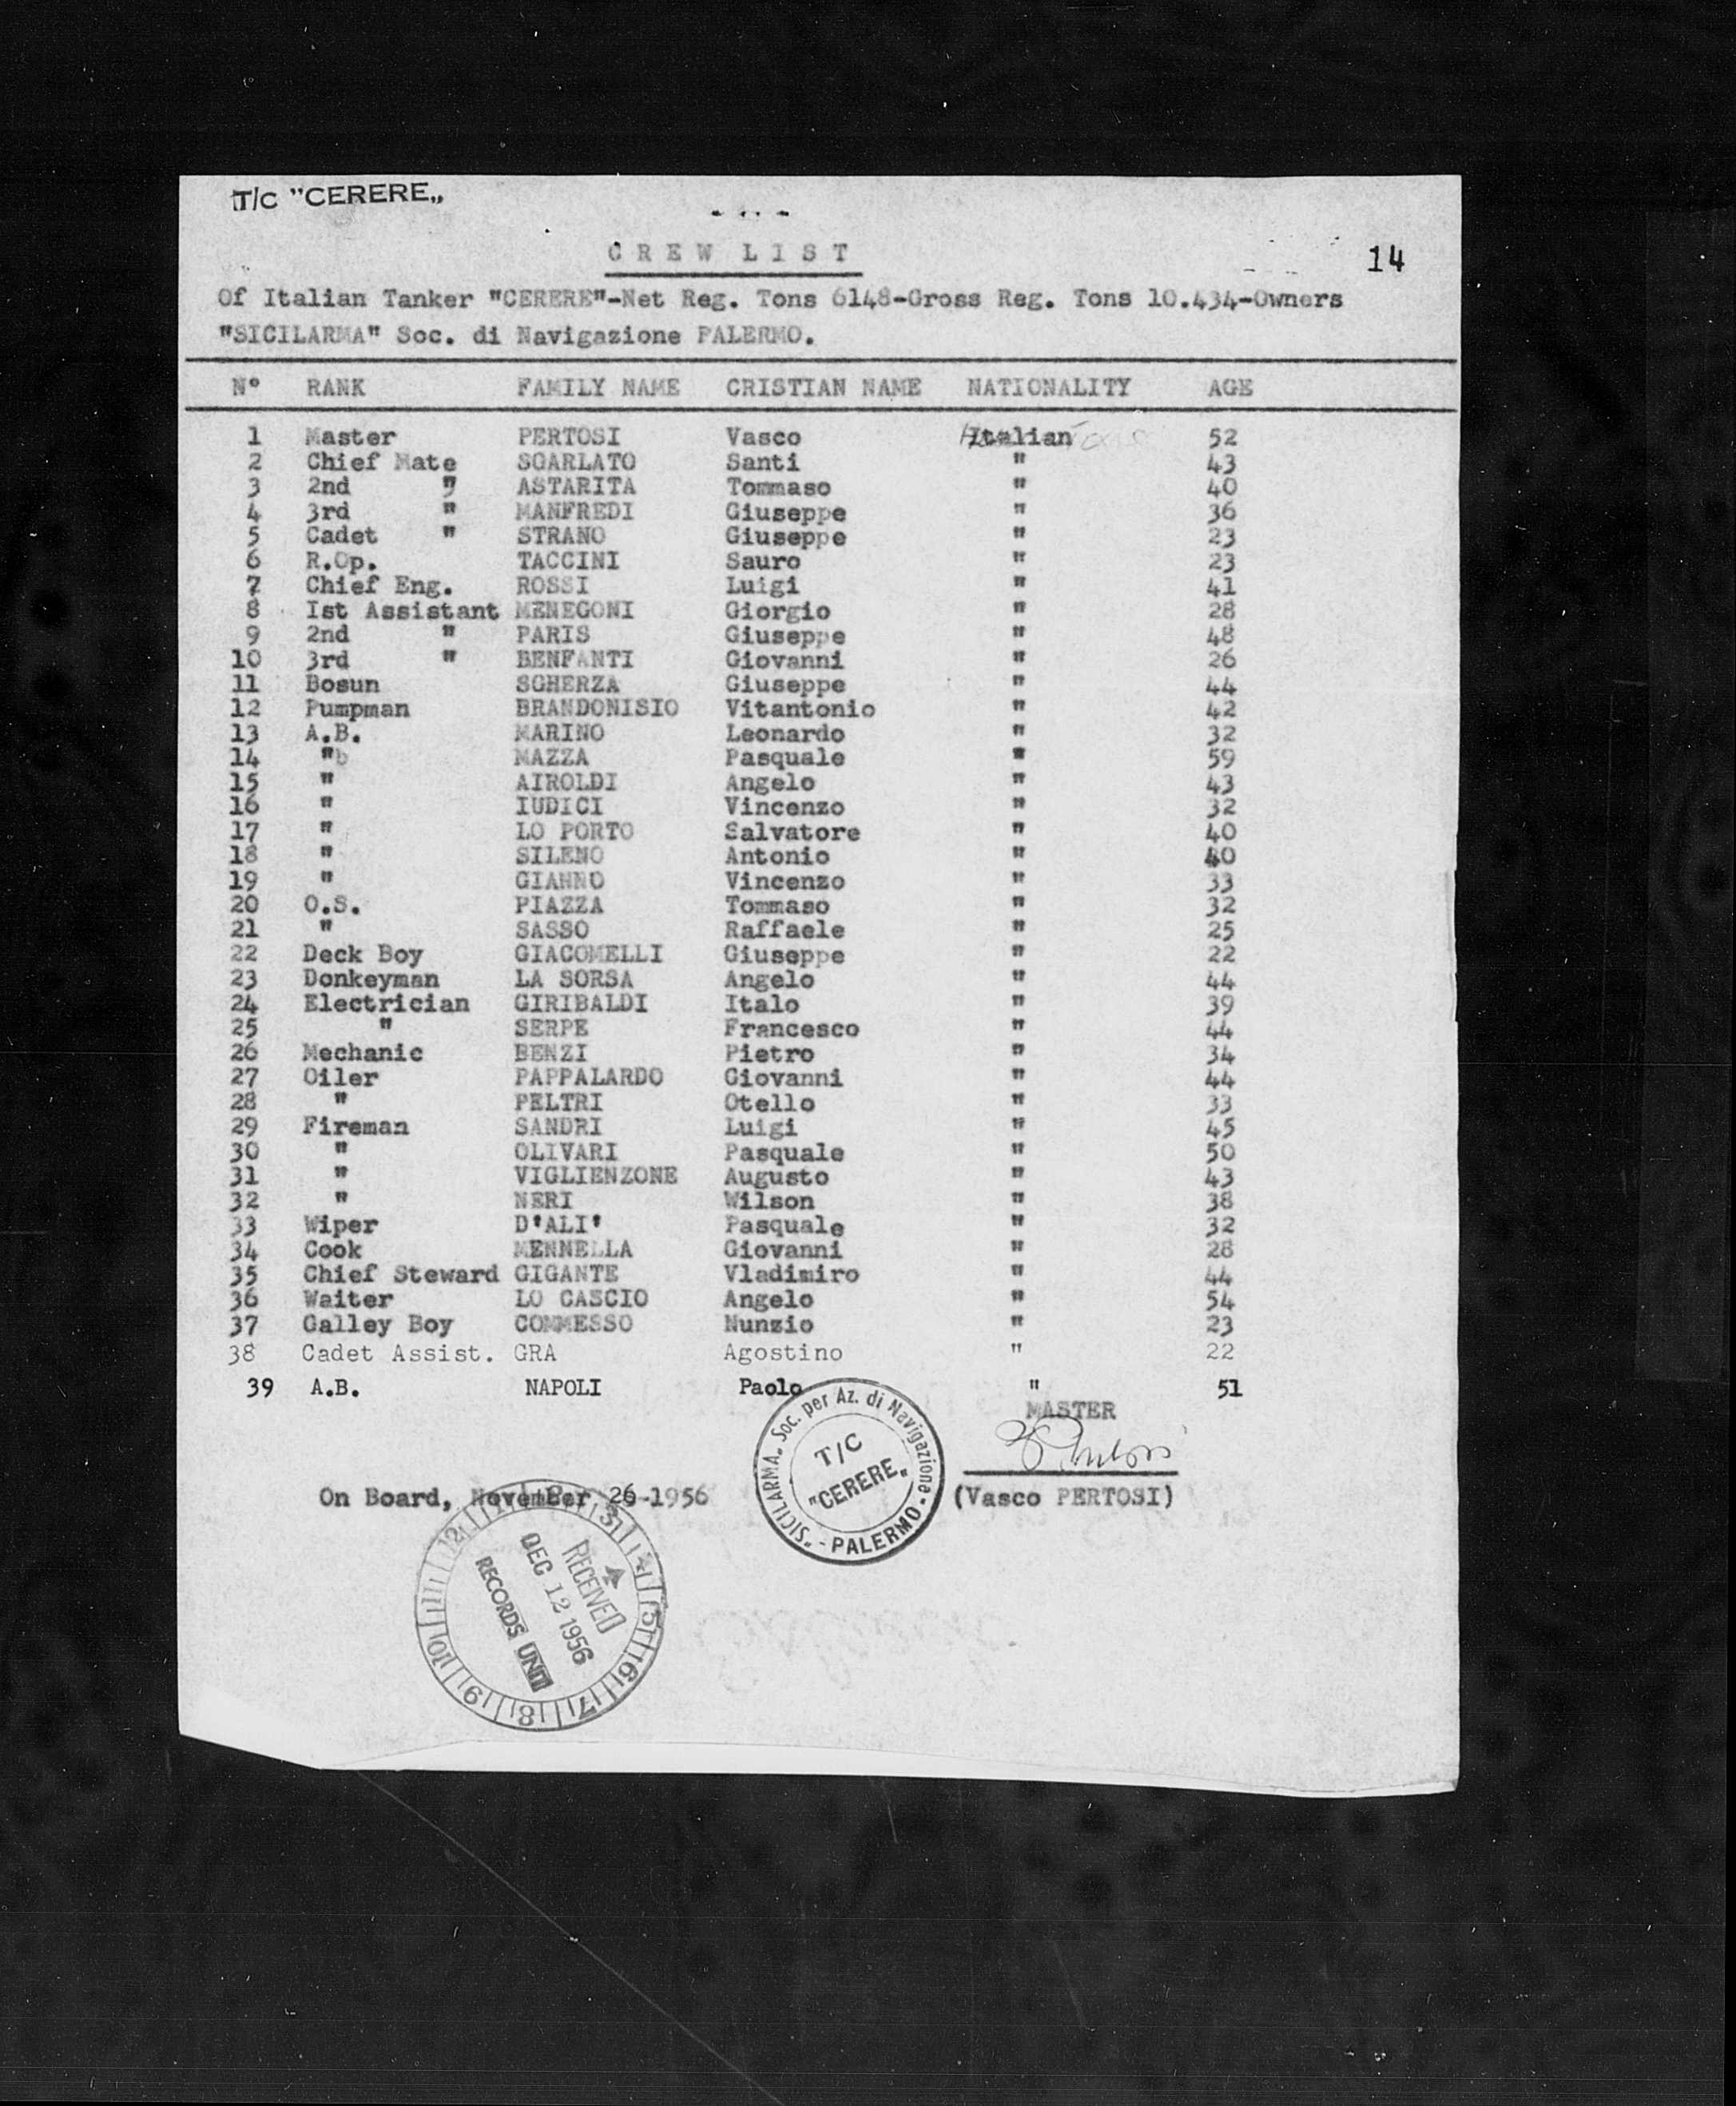 T/C "CERERE„
CREW LIST
14
Of Italian Tanker "CERERE"-Net Reg. Tons 6148-Gross Reg. Tons 10.434-Owners
"SICILARMA" Soc. di Navigazione PALERMO.
N° RANK FAMILY NAME CRISTIAN NAME NATIONALITY AGE
1 Master PERTOSI Vasco Italian 52
2 Chief Mate SCARLATO Santi " 43
3 2nd " ASTARITA Tommaso " 40
4 3rd " MANFREDI Giuseppe " 36
5 Cadet " STRANO Giuseppe " 23
6 R.Op. TACCINI Sauro " 23
7 Chief Eng. ROSSI Luigi " 41
8 Ist Assistant MENEGONI Giorgio " 28
9 2nd " PARIS Giuseppe " 48
10 3rd " BENFANTI Giovanni " 26
11 Bosun SCHERZA Giuseppe " 44
12 Pumpman BRANDONISIO Vitantonio " 42
13 A.B. MARINO Leonardo " 32
14 "b MAZZA Pasquale " 59
15 " AIROLDI Angelo " 43
16 " IUDICI Vincenzo " 32
17 " LO PORTO Salvatore " 40
18 " SILENO Antonio " 40
19 " GIANNO Vincenzo " 33
20 O.S. PIAZZA Tommaso " 32
21 " SASSO Raffaele " 25
22 Deck Boy GIACOMELLI Giuseppe " 22
23 Donkeyman LA SORSA Angelo " 44
24 Electrician GIRIBALDI Italo " 39
25 " SERPE Francesco " 44
26 Mechanic BENZI Pietro " 34
27 Oiler PAPPALARDO Giovanni " 44
28 " PELTRI Otello " 33
29 Fireman SANDRI Luigi " 45
30 " OLIVARI Pasquale " 50
31 " VIGLIENZONE Augusto " 43
32 " NERI Wilson " 38
33 Wiper D'ALI' Pasquale " 32
34 Cook MENNELLA Giovanni " 28
35 Chief Steward GIGANTE Vladimiro " 44
36 Waiter LO CASCIO Angelo " 54
37 Galley Boy COMMESSO Nunzio " 23
38 Cadet Assist. GRA Agostino " 22
39 A.B. NAPOLI Paolo " 51
MASTER
SICILARMA„ Soc. per Az. di Navigazione - PALERMO -
T/C
"CERERE„
On Board, November 26-1956
(Vasco PERTOSI)
12 3 4 5 6 7 8 9 10 11
RECEIVED
DEC 12 1956
RECORDS UNIT